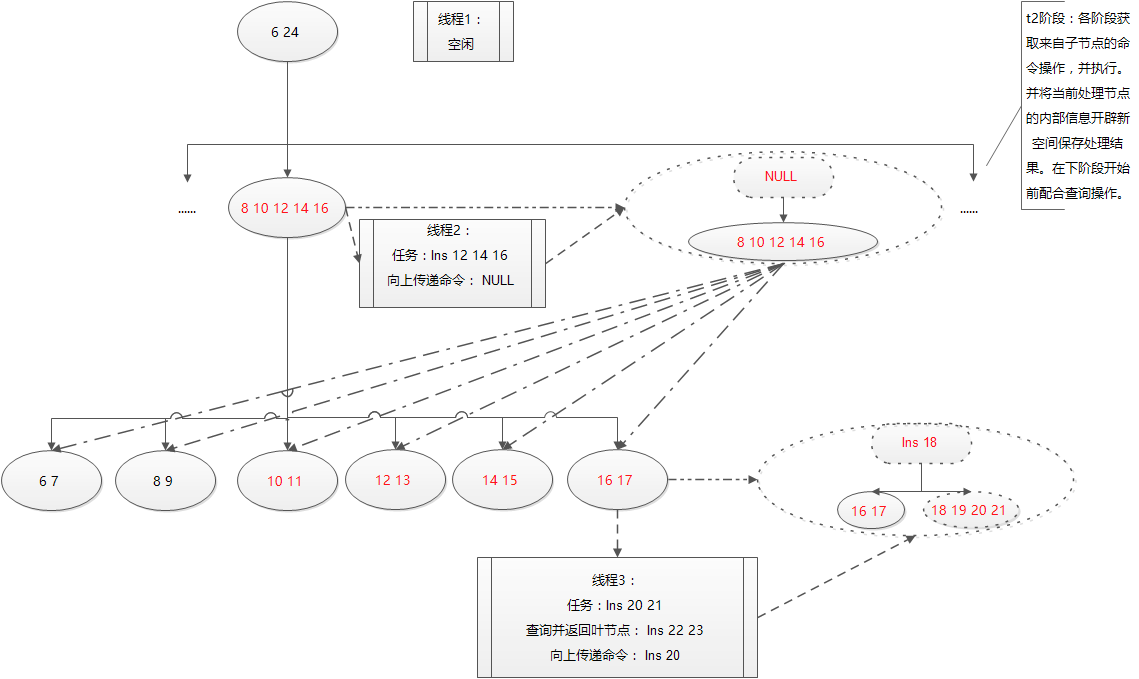 6 24
线程1：
空闲
t2阶段：各阶段获
取来自子节点的命
令操作，并执行。
并将当前处理节点
的内部信息开辟新
空间保存处理结
果。在下阶段开始
前配合查询操作。
......
8 10 12 14 16
线程2：
任务：Ins 12 14 16
向上传递命令： NULL
NULL
8 10 12 14 16
......
6 7
8 9
10 11
12 13
14 15
16 17
Ins 18
16 17
18 19 20 21
线程3：
任务：Ins 20 21
查询并返回叶节点： Ins 22 23
向上传递命令： Ins 20